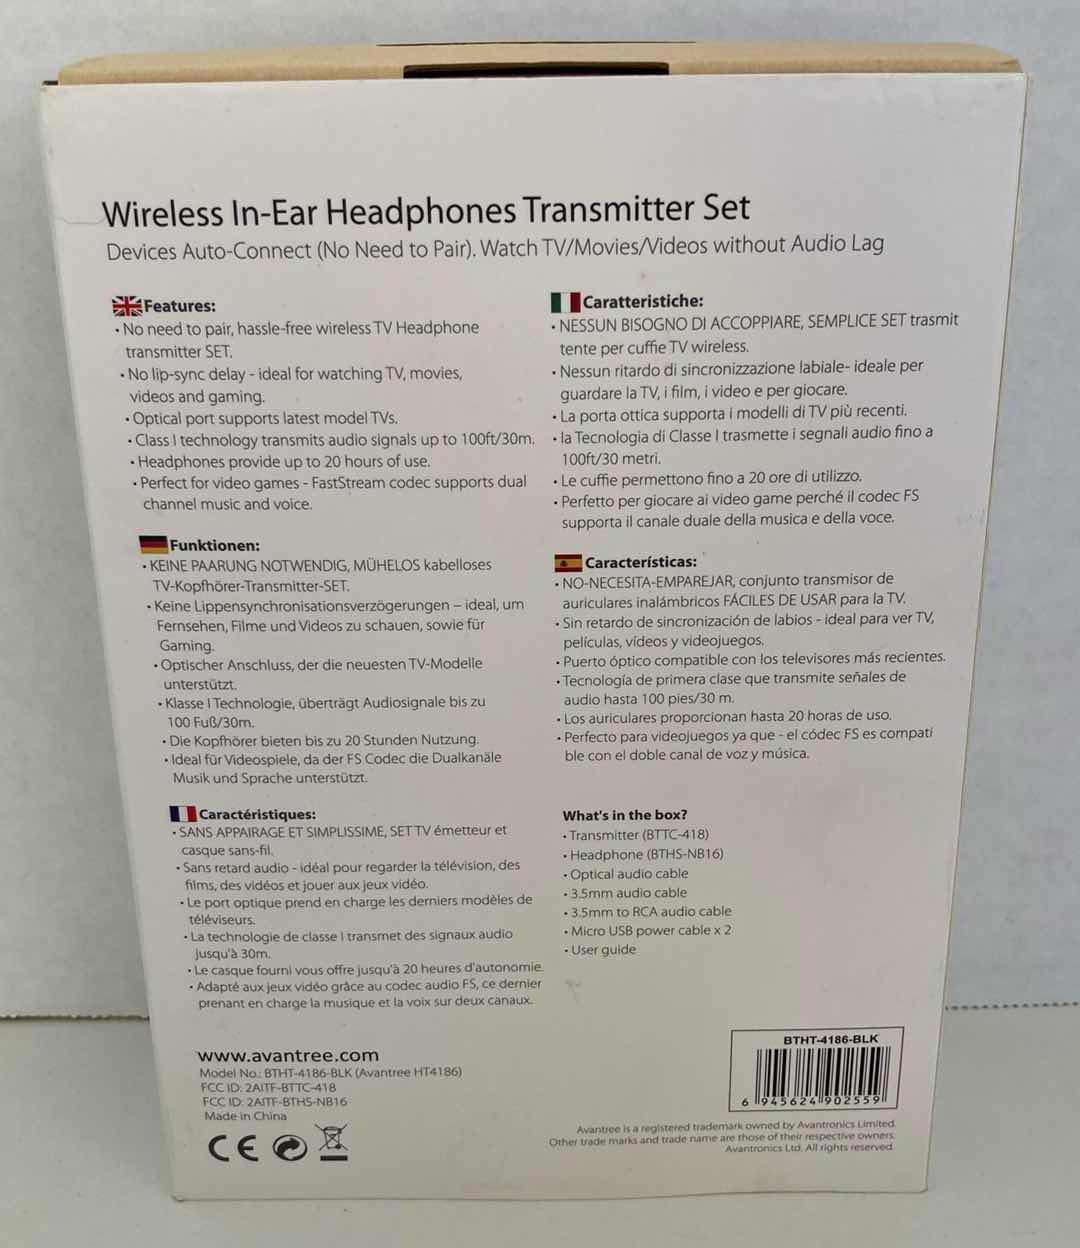 Wireless In-Ear Headphones Transmitter Set
Devices Auto-Connect (No Need to Pair). Watch TV/Movies/Videos without Audio Lag
Features:
• No need to pair, hassle-free wireless TV Headphone
transmitter SET.
• No lip-sync delay - ideal for watching TV, movies,
videos and gaming.
• Optical port supports latest model TVs.
• Class I technology transmits audio signals up to 100ft/30m.
• Headphones provide up to 20 hours of use.
• Perfect for video games - FastStream codec supports dual
channel music and voice.
Funktionen:
• KEINE PAARUNG NOTWENDIG, MÜHELOS kabelloses
TV-Kopfhörer-Transmitter-SET.
• Keine Lippensynchronisationsverzögerungen – ideal, um
Fernsehen, Filme und Videos zu schauen, sowie für
Gaming.
• Optischer Anschluss, der die neuesten TV-Modelle
unterstützt.
• Klasse I Technologie, überträgt Audiosignale bis zu
100 Fuß/30m.
• Die Kopfhörer bieten bis zu 20 Stunden Nutzung.
• Ideal für Videospiele, da der FS Codec die Dualkanäle
Musik und Sprache unterstützt.
Caractéristiques:
• SANS APPAIRAGE ET SIMPLISSIME, SET TV émetteur et
casque sans-fil.
• Sans retard audio - idéal pour regarder la télévision, des
films, des vidéos et jouer aux jeux vidéo.
• Le port optique prend en charge les derniers modèles de
téléviseurs.
• La technologie de classe I transmet des signaux audio
jusqu'à 30m.
• Le casque fourni vous offre jusqu'à 20 heures d'autonomie.
• Adapté aux jeux vidéo grâce au codec audio FS, ce dernier
prenant en charge la musique et la voix sur deux canaux.
Caratteristiche:
• NESSUN BISOGNO DI ACCOPPIARE, SEMPLICE SET trasmit
tente per cuffie TV wireless.
• Nessun ritardo di sincronizzazione labiale- ideale per
guardare la TV, i film, i video e per giocare.
• La porta ottica supporta i modelli di TV più recenti.
• la Tecnologia di Classe I trasmette i segnali audio fino a
100ft/30 metri.
• Le cuffie permettono fino a 20 ore di utilizzo.
• Perfetto per giocare ai video game perché il codec FS
supporta il canale duale della musica e della voce.
Características:
• NO-NECESITA-EMPAREJAR, conjunto transmisor de
auriculares inalámbricos FÁCILES DE USAR para la TV.
• Sin retardo de sincronización de labios - ideal para ver TV,
películas, vídeos y videojuegos.
• Puerto óptico compatible con los televisores más recientes.
• Tecnología de primera clase que transmite señales de
audio hasta 100 pies/30 m.
• Los auriculares proporcionan hasta 20 horas de uso.
• Perfecto para videojuegos ya que - el códec FS es compati
ble con el doble canal de voz y música.
What's in the box?
• Transmitter (BTTC-418)
• Headphone (BTHS-NB16)
• Optical audio cable
• 3.5mm audio cable
• 3.5mm to RCA audio cable
• Micro USB power cable x 2
• User guide
www.avantree.com
Model No.: BTHT-4186-BLK (Avantree HT4186)
FCC ID: 2AITF-BTTC-418
FCC ID: 2AITF-BTHS-NB16
Made in China
CE
BTHT-4186-BLK
6 945624 902559
Avantree is a registered trademark owned by Avantronics Limited.
Other trade marks and trade name are those of their respective owners.
Avantronics Ltd. All rights reserved.